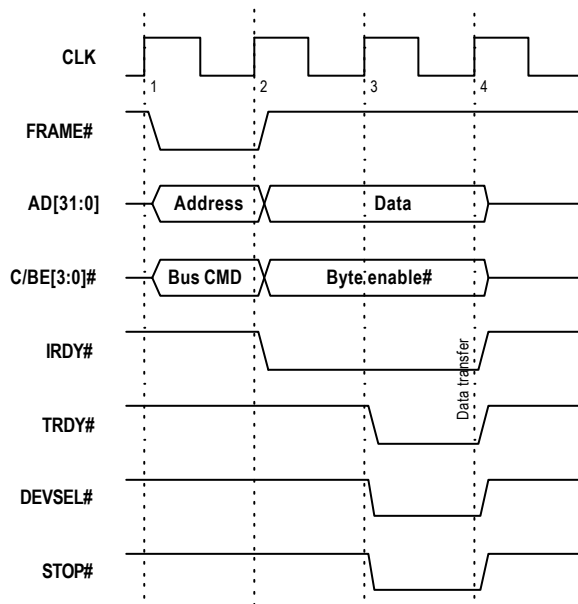 CLK
1
2
3
4
FRAME#
AD[31:0]
Address
Data
C/BE[3:0]#
Bus CMD
Byte enable#
IRDY#
Data transfer
TRDY#
DEVSEL#
STOP#